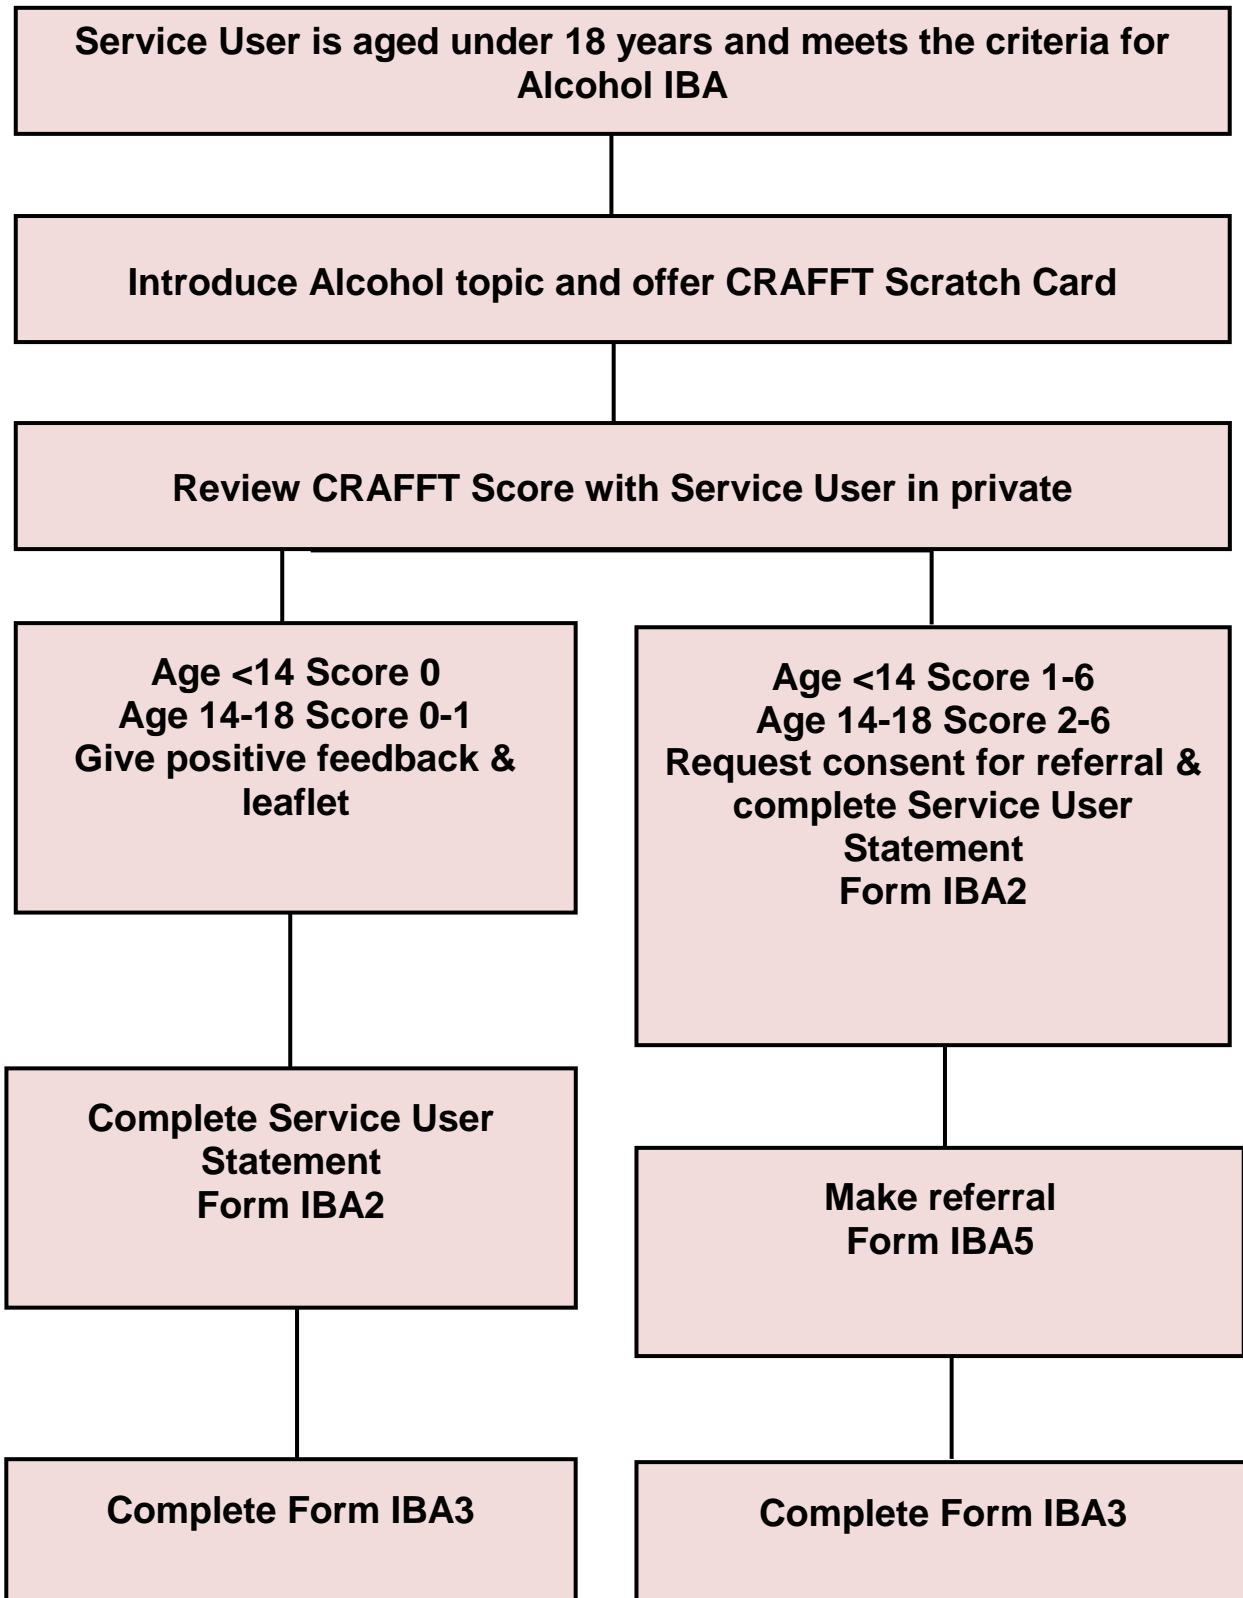 Service User is aged under 18 years and meets the criteria for
Alcohol IBA
Introduce Alcohol topic and offer CRAFFT Scratch Card
Review CRAFFT Score with Service User in private
Age <14 Score 0
Age 14-18 Score 0-1
Give positive feedback &
leaflet
Age <14 Score 1-6
Age 14-18 Score 2-6
Request consent for referral &
complete Service User
Statement
Form IBA2
Complete Service User
Statement
Form IBA2
Make referral
Form IBA5
Complete Form IBA3
Complete Form IBA3